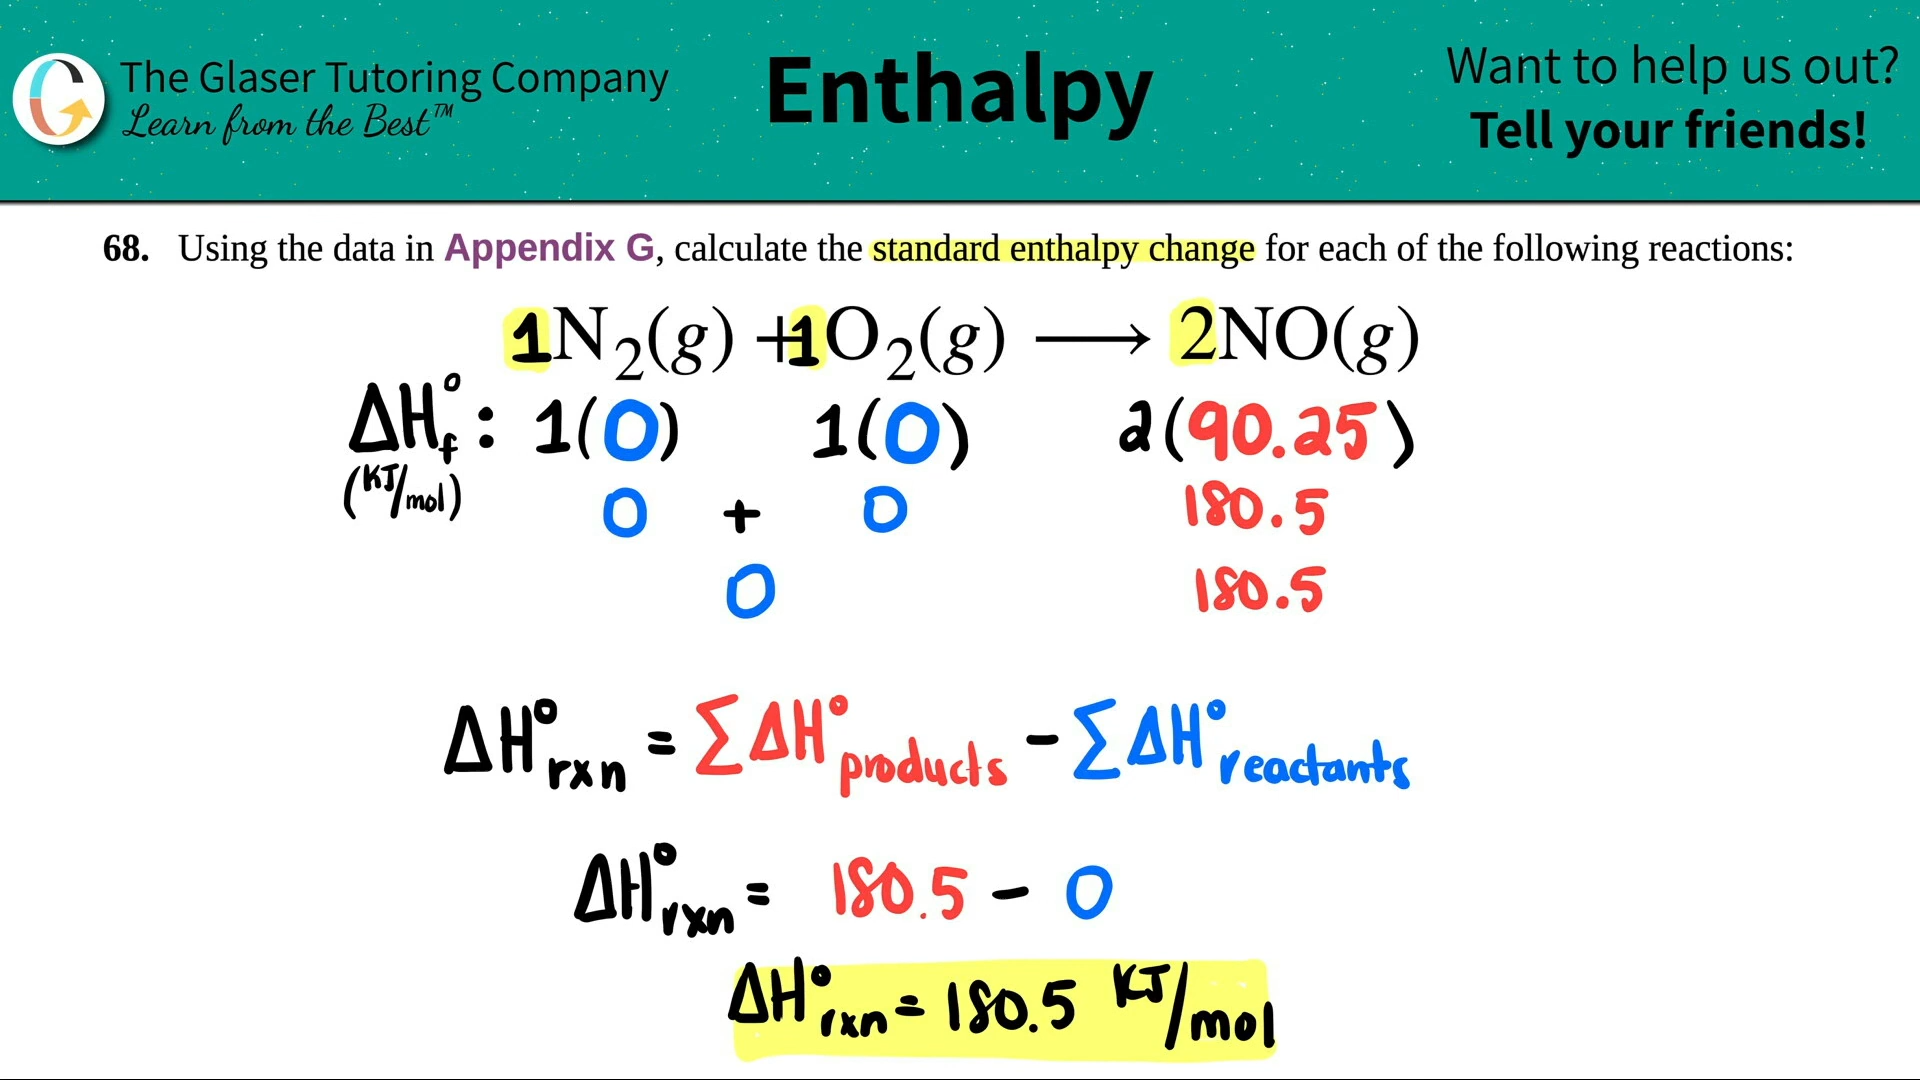 The Glaser Tutoring Company
Learn from the Best™
Enthalpy
Want to help us out?
Tell your friends!
68. Using the data in Appendix G, calculate the standard enthalpy change for each of the following reactions:
1N₂(g) + 1O₂(g) ⟶ 2NO(g)
ΔH°f : 1(0) 1(0) 2(90.25)
(KJ/mol) 0 + 0 180.5
0 180.5
ΔH°rxn = ∑ΔH°products - ∑ΔH°reactants
ΔH°rxn = 180.5 - 0
ΔH°rxn = 180.5 KJ/mol